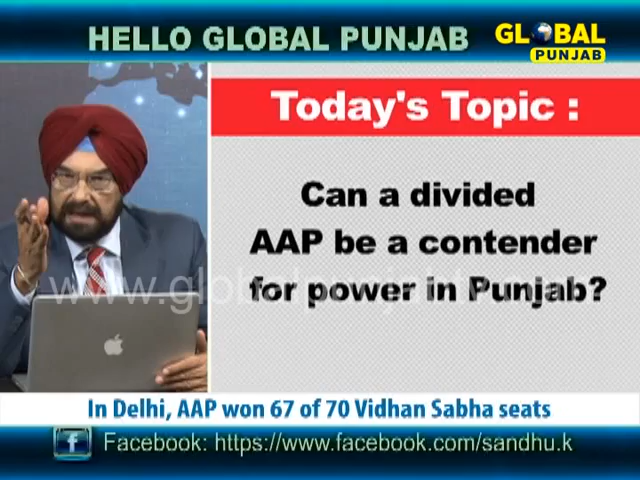 HELLO GLOBAL PUNJAB
GLOBAL
PUNJAB
Today's Topic :
Can a divided
AAP be a contender
for power in Punjab?
In Delhi, AAP won 67 of 70 Vidhan Sabha seats
f Facebook: https://www.facebook.com/sandhu.k